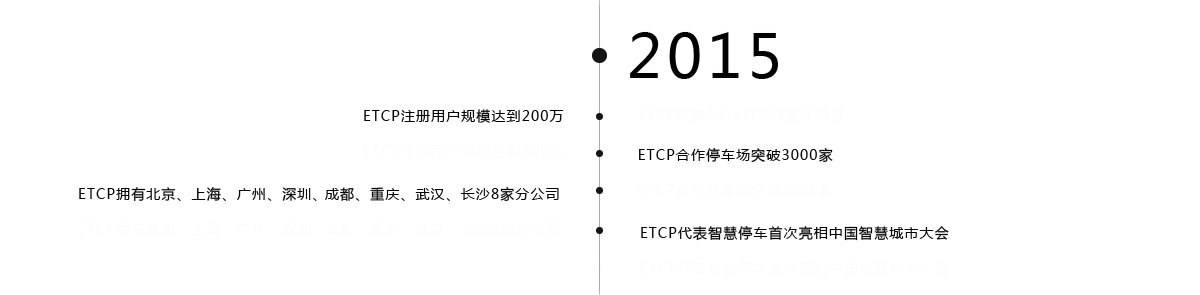 2015
ETCP注册用户规模达到200万
ETCP合作停车场突破3000家
ETCP拥有北京、上海、广州、深圳、成都、重庆、武汉、长沙8家分公司
ETCP代表智慧停车首次亮相中国智慧城市大会